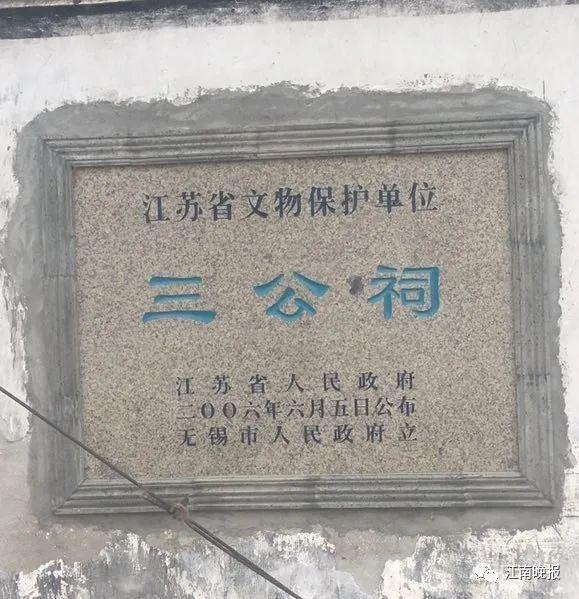 江苏省文物保护单位
三公祠
江苏省人民政府
二〇〇六年六月五日公布
无锡市人民政府立
江南晚报